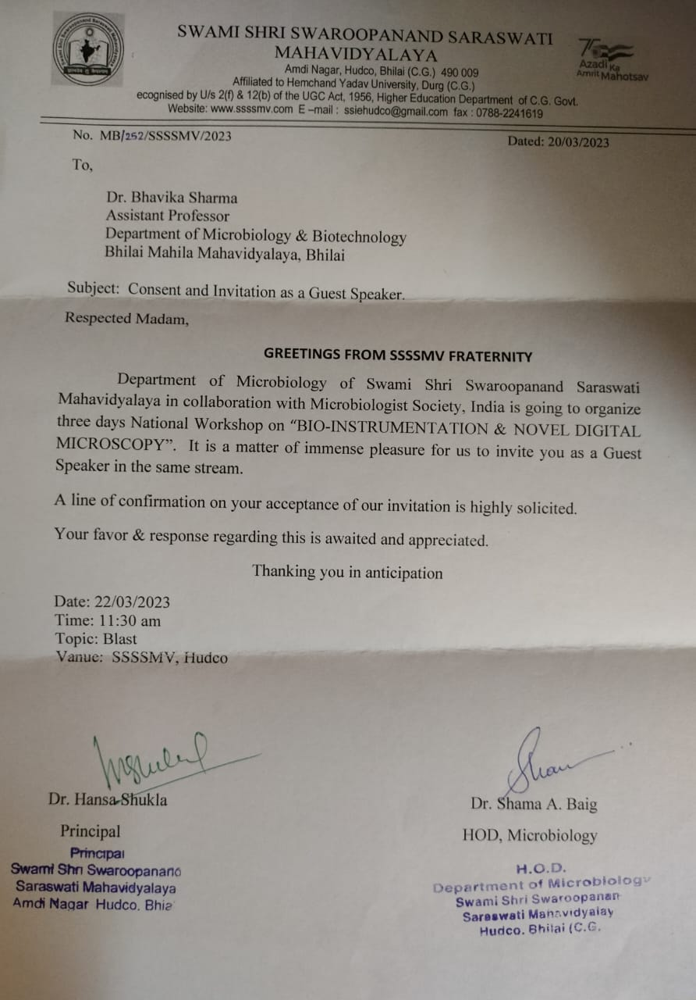 SWAMI SHRI SWAROOPANAND SARASWATI
MAHAVIDYALAYA
Amdi Nagar, Hudco, Bhilai (C.G.) 490 009
Affiliated to Hemchand Yadav University, Durg (C.G.)
ecognised by U/s 2(f) & 12(b) of the UGC Act, 1956, Higher Education Department of C.G. Govt.
Website: www.ssssmv.com E –mail : ssiehudco@gmail.com fax : 0788-2241619
Azadi Ka
Amrit Mahotsav
No. MB/252/SSSSMV/2023
Dated: 20/03/2023
To,
Dr. Bhavika Sharma
Assistant Professor
Department of Microbiology & Biotechnology
Bhilai Mahila Mahavidyalaya, Bhilai
Subject: Consent and Invitation as a Guest Speaker.
Respected Madam,
GREETINGS FROM SSSSMV FRATERNITY
Department of Microbiology of Swami Shri Swaroopanand Saraswati
Mahavidyalaya in collaboration with Microbiologist Society, India is going to organize
three days National Workshop on “BIO-INSTRUMENTATION & NOVEL DIGITAL
MICROSCOPY”. It is a matter of immense pleasure for us to invite you as a Guest
Speaker in the same stream.
A line of confirmation on your acceptance of our invitation is highly solicited.
Your favor & response regarding this is awaited and appreciated.
Thanking you in anticipation
Date: 22/03/2023
Time: 11:30 am
Topic: Blast
Vanue: SSSSMV, Hudco
Dr. Hansa Shukla
Principal
Principal
Swami Shri Swaroopanand
Saraswati Mahavidyalaya
Amdi Nagar Hudco. Bhia
Dr. Shama A. Baig
HOD, Microbiology
H.O.D.
Department of Microbiology
Swami Shri Swaroopanan
Saraswati Mahavidyalay
Hudco. Bhilai (C.G.